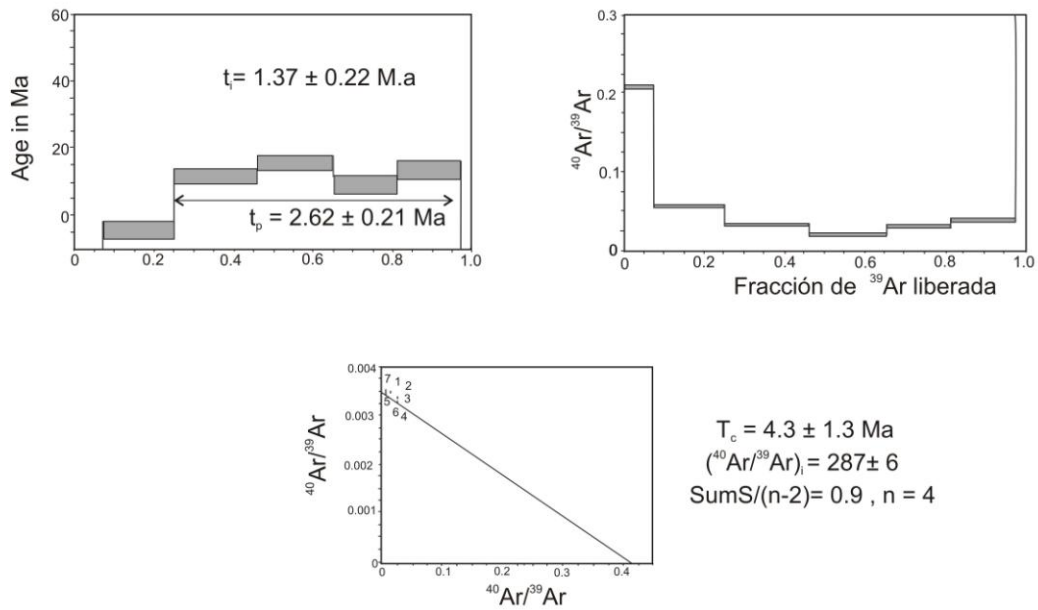 60
40
20
0
Age in Ma
tᵢ= 1.37 ± 0.22 M.a
tₚ = 2.62 ± 0.21 Ma
0 0.2 0.4 0.6 0.8 1.0
0.3
0.2
0.1
0
⁴⁰Ar/³⁹Ar
0 0.2 0.4 0.6 0.8 1.0
Fracción de ³⁹Ar liberada
0.004
0.003
0.002
0.001
0
⁴⁰Ar/³⁹Ar
7 1 2
5 3
6 4
0 0.1 0.2 0.3 0.4
⁴⁰Ar/³⁹Ar
T_c = 4.3 ± 1.3 Ma
(⁴⁰Ar/³⁹Ar)ᵢ = 287± 6
SumS/(n-2)= 0.9 , n = 4